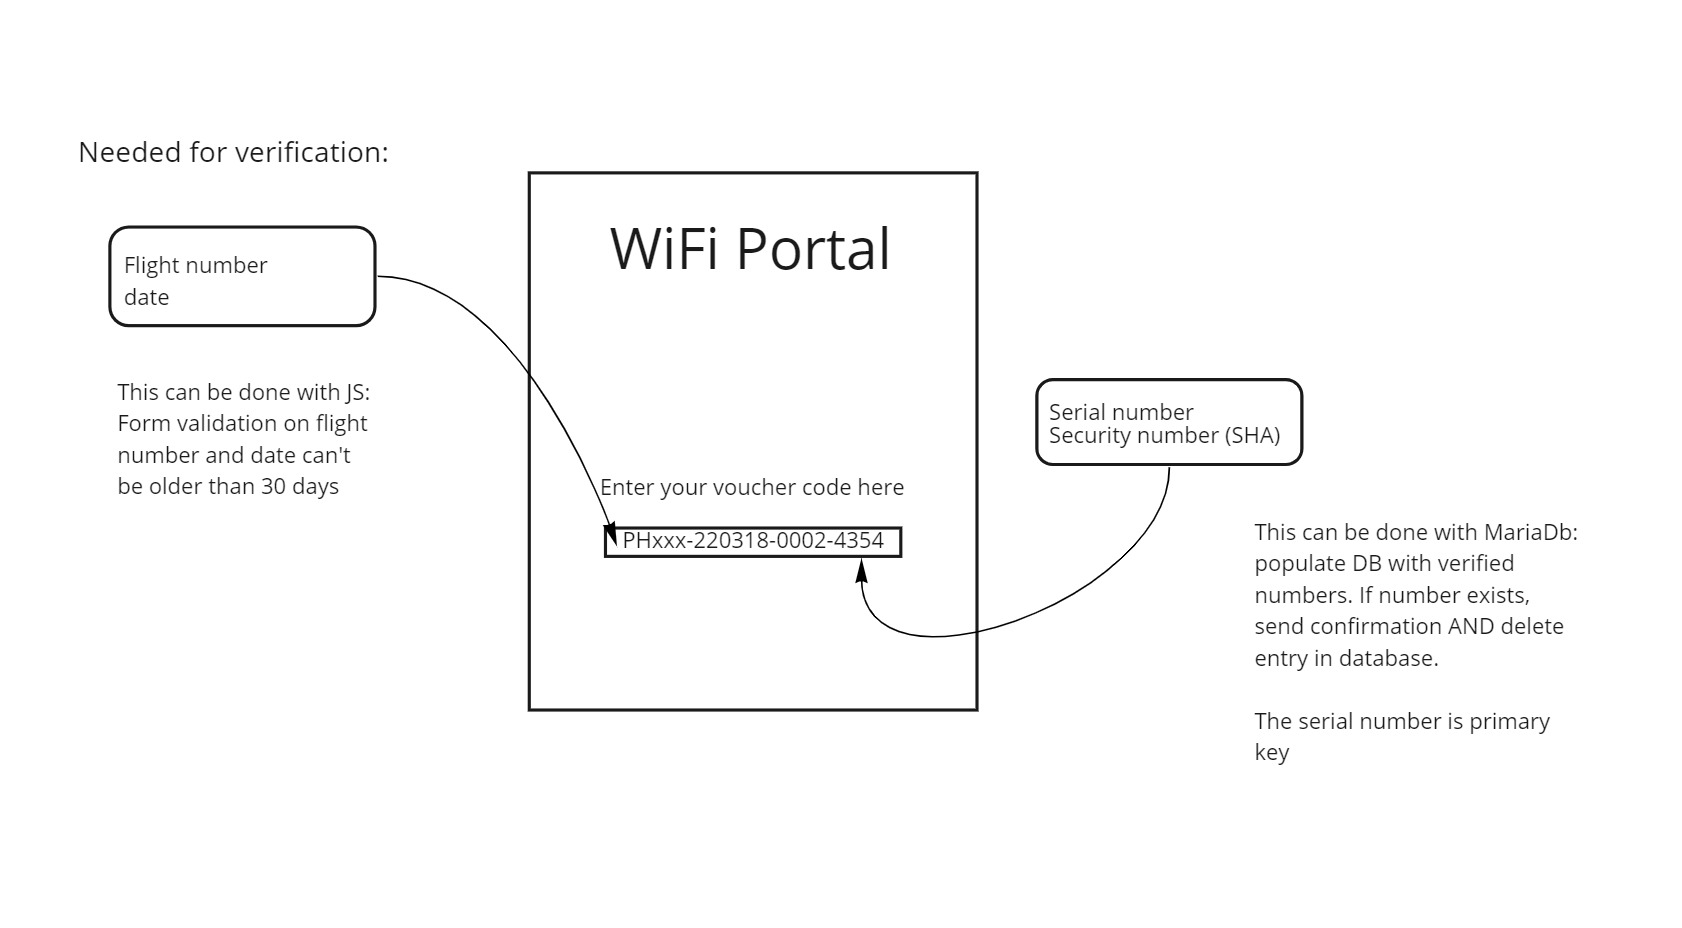 Needed for verification:
Flight number
date
This can be done with JS:
Form validation on flight
number and date can't
be older than 30 days
WiFi Portal
Enter your voucher code here
PHxxx-220318-0002-4354
Serial number
Security number (SHA)
This can be done with MariaDb:
populate DB with verified
numbers. If number exists,
send confirmation AND delete
entry in database.
The serial number is primary
key